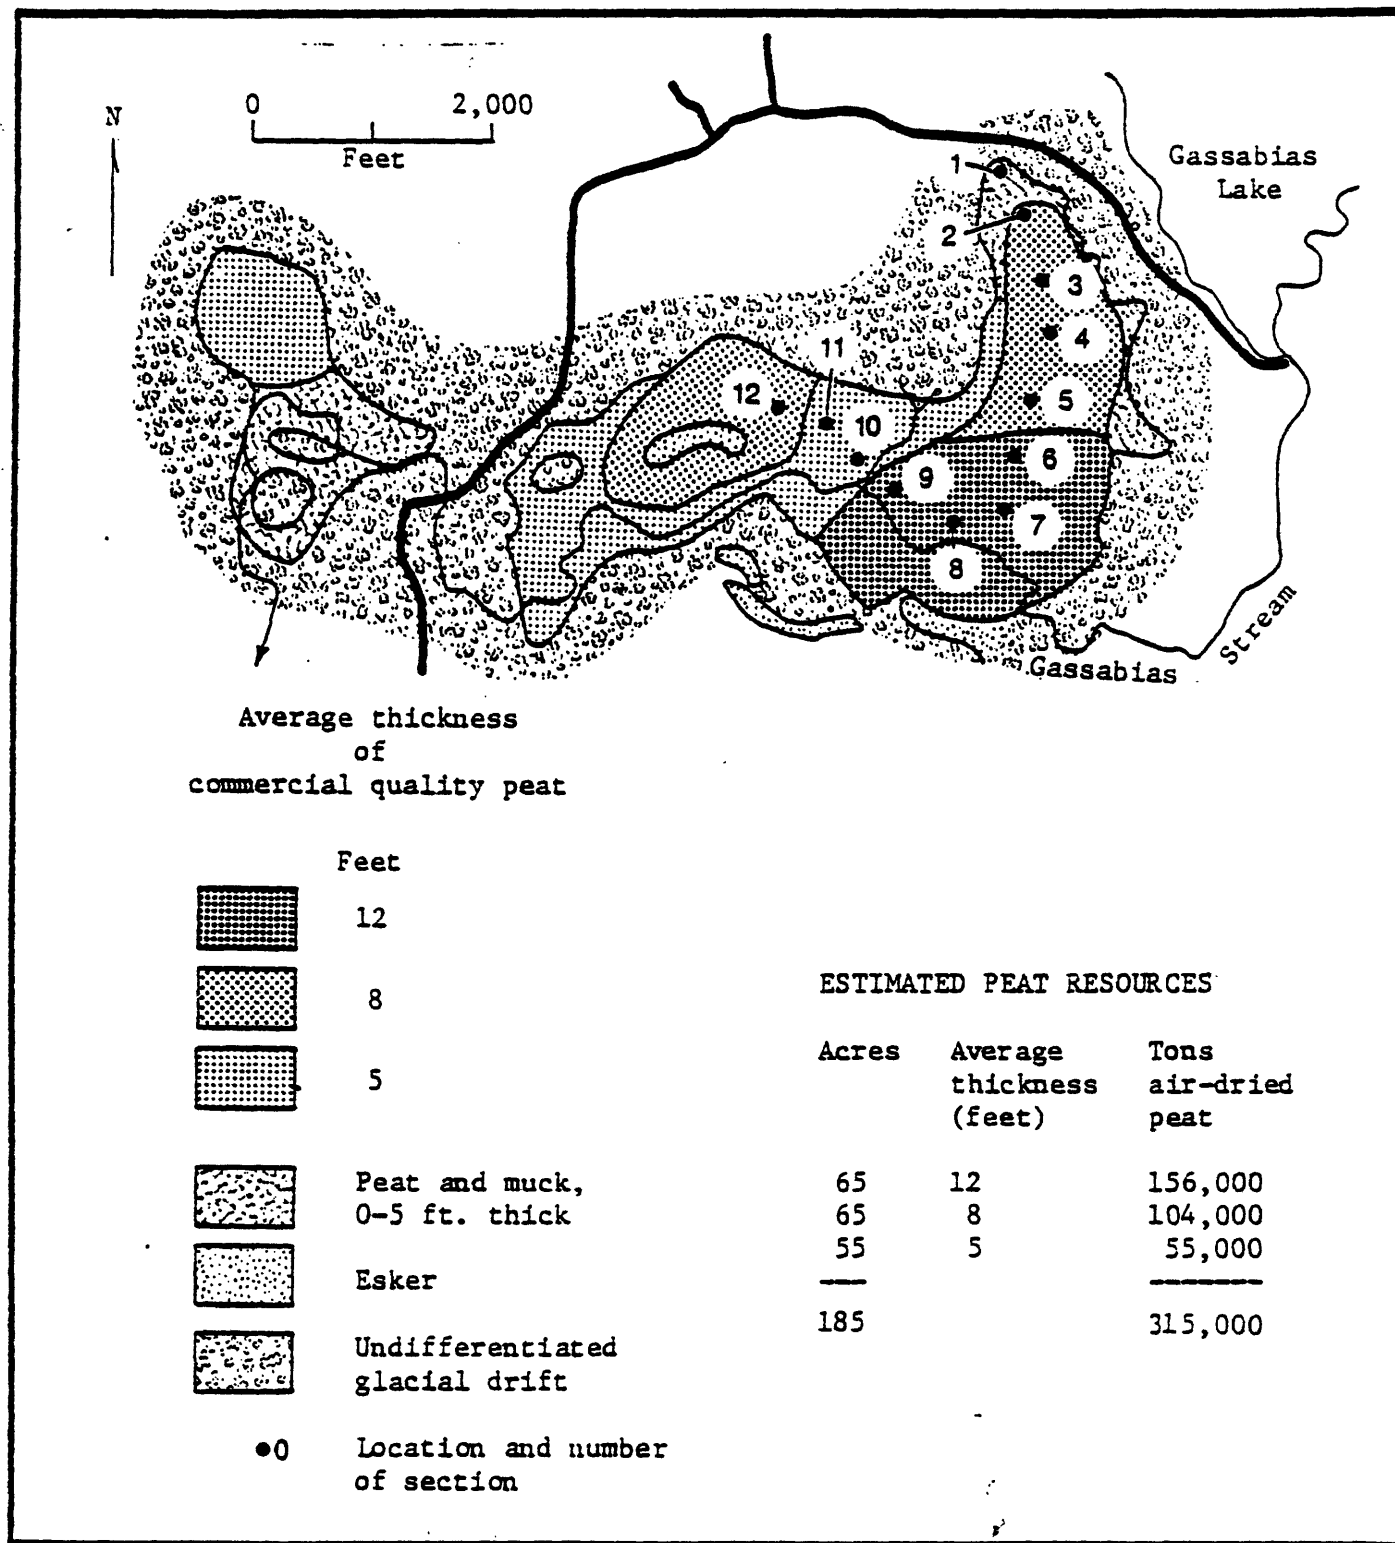 N
0 2,000
Feet
Gassabias
Lake
1
2
3
4
5
6
7
8
9
10
11
12
Stream
Gassabias
Average thickness
of
commercial quality peat
Feet
12
8
5
Peat and muck,
0-5 ft. thick
Esker
Undifferentiated
glacial drift
●0 Location and number
of section
ESTIMATED PEAT RESOURCES
Acres Average Tons
thickness air-dried
(feet) peat
65 12 156,000
65 8 104,000
55 5 55,000
185 315,000